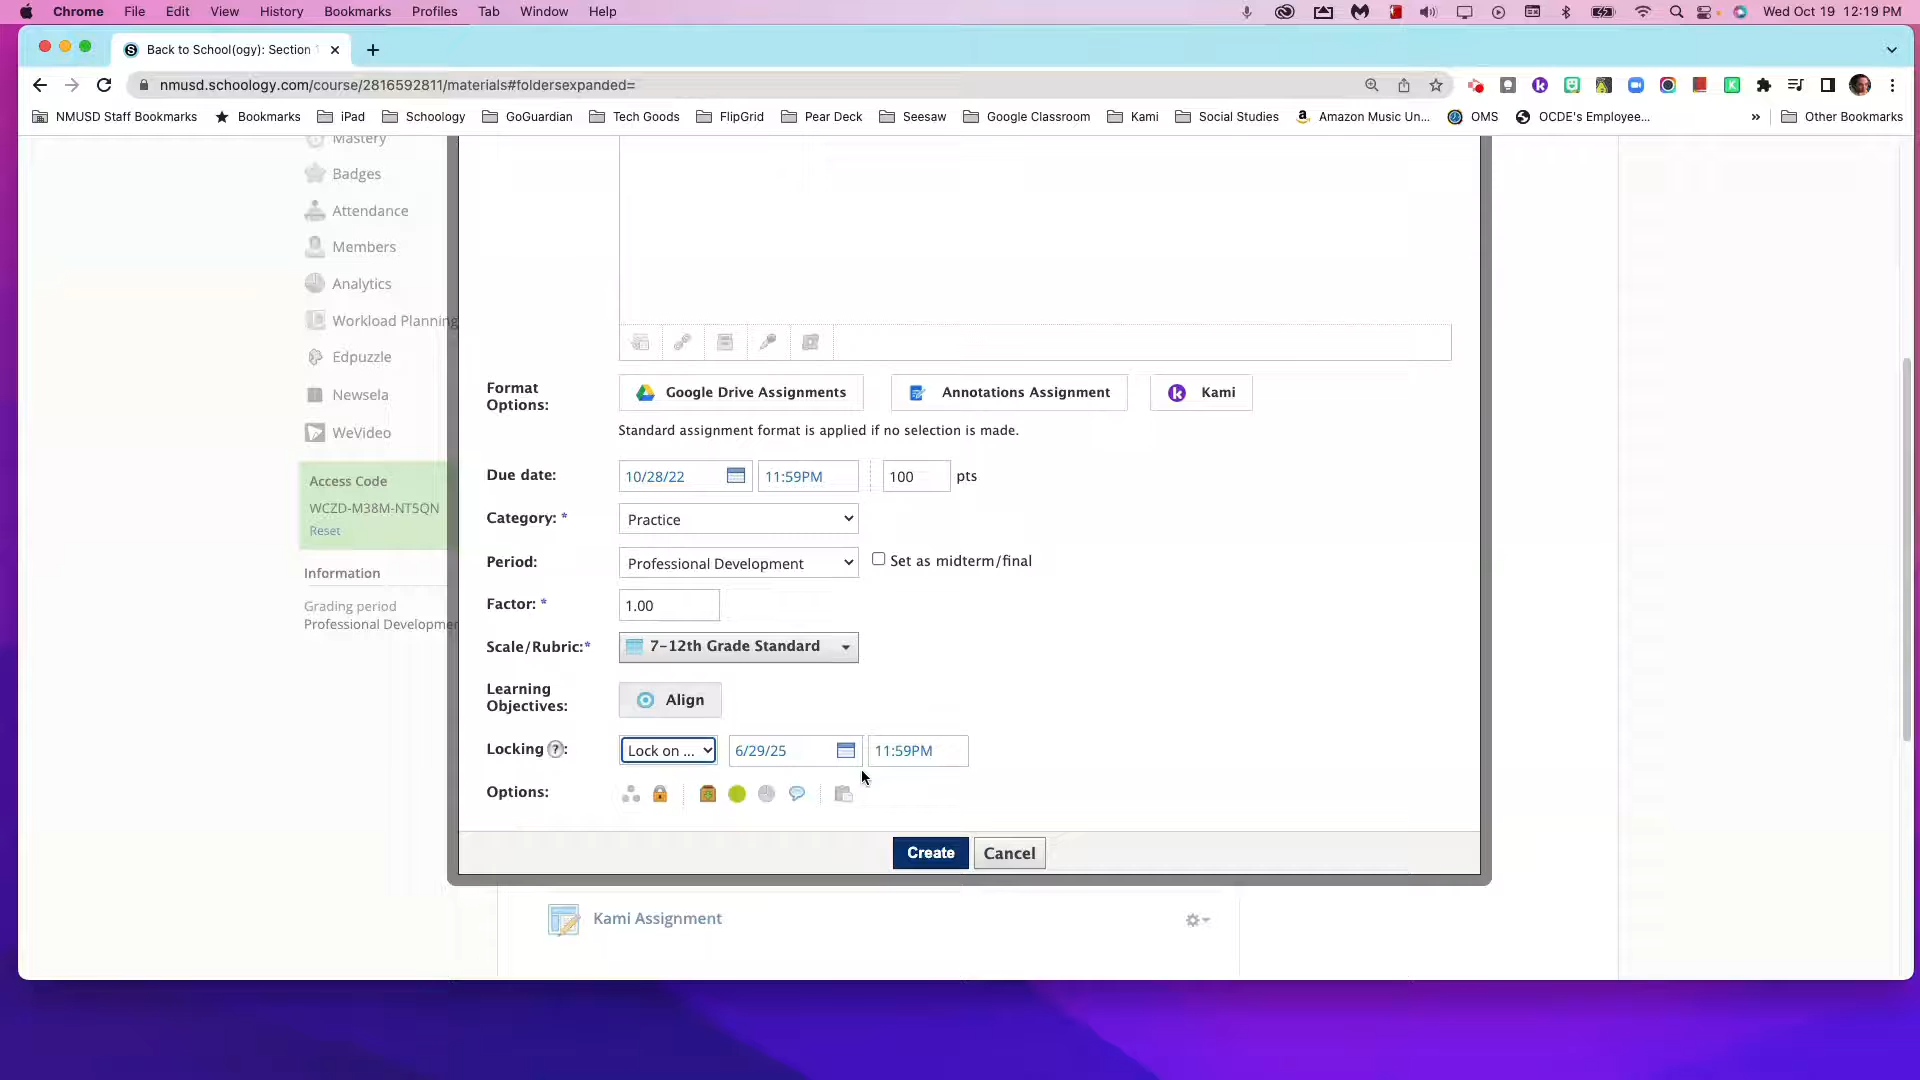 Chrome File Edit View History Bookmarks Profiles Tab Window Help Wed Oct 19 12:19 PM
Back to School(ogy): Section
nmusd.schoology.com/course/2816592811/materials#foldersexpanded=
NMUSD Staff Bookmarks Bookmarks iPad Schoology GoGuardian Tech Goods FlipGrid Pear Deck Seesaw Google Classroom Kami Social Studies Amazon Music Un... OMS OCDE's Employee... » Other Bookmarks
Mastery
Badges
Attendance
Members
Analytics
Workload Planning
Edpuzzle
Newsela
WeVideo
Access Code
WCZD-M38M-NT5QN
Reset
Information
Grading period
Professional Developmen
Format
Options:
Google Drive Assignments Annotations Assignment Kami
Standard assignment format is applied if no selection is made.
Due date: 10/28/22 11:59PM 100 pts
Category: * Practice
Period: Professional Development Set as midterm/final
Factor: * 1.00
Scale/Rubric:* 7-12th Grade Standard
Learning
Objectives:
Align
Locking ?: Lock on ... 6/29/25 11:59PM
Options:
Create Cancel
Kami Assignment